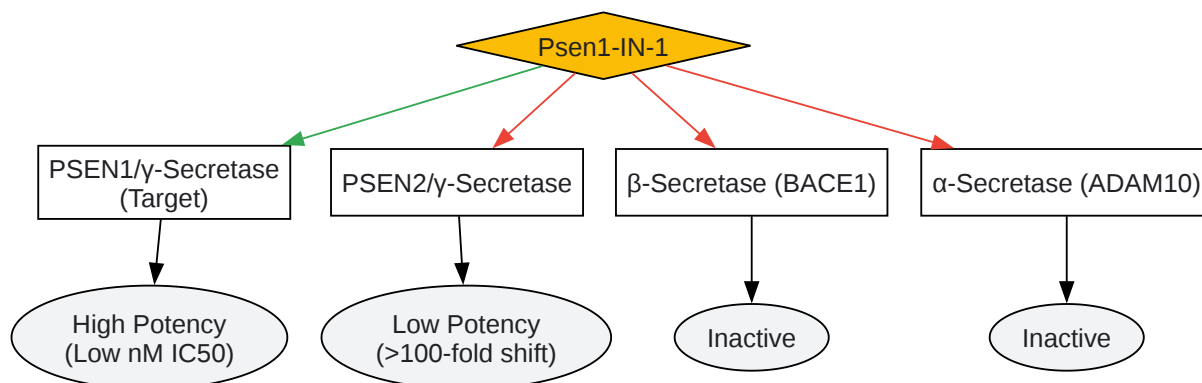 Psen1-IN-1
PSEN1/γ-Secretase
(Target)
PSEN2/γ-Secretase
β-Secretase (BACE1)
α-Secretase (ADAM10)
High Potency
(Low nM IC50)
Low Potency
(>100-fold shift)
Inactive
Inactive